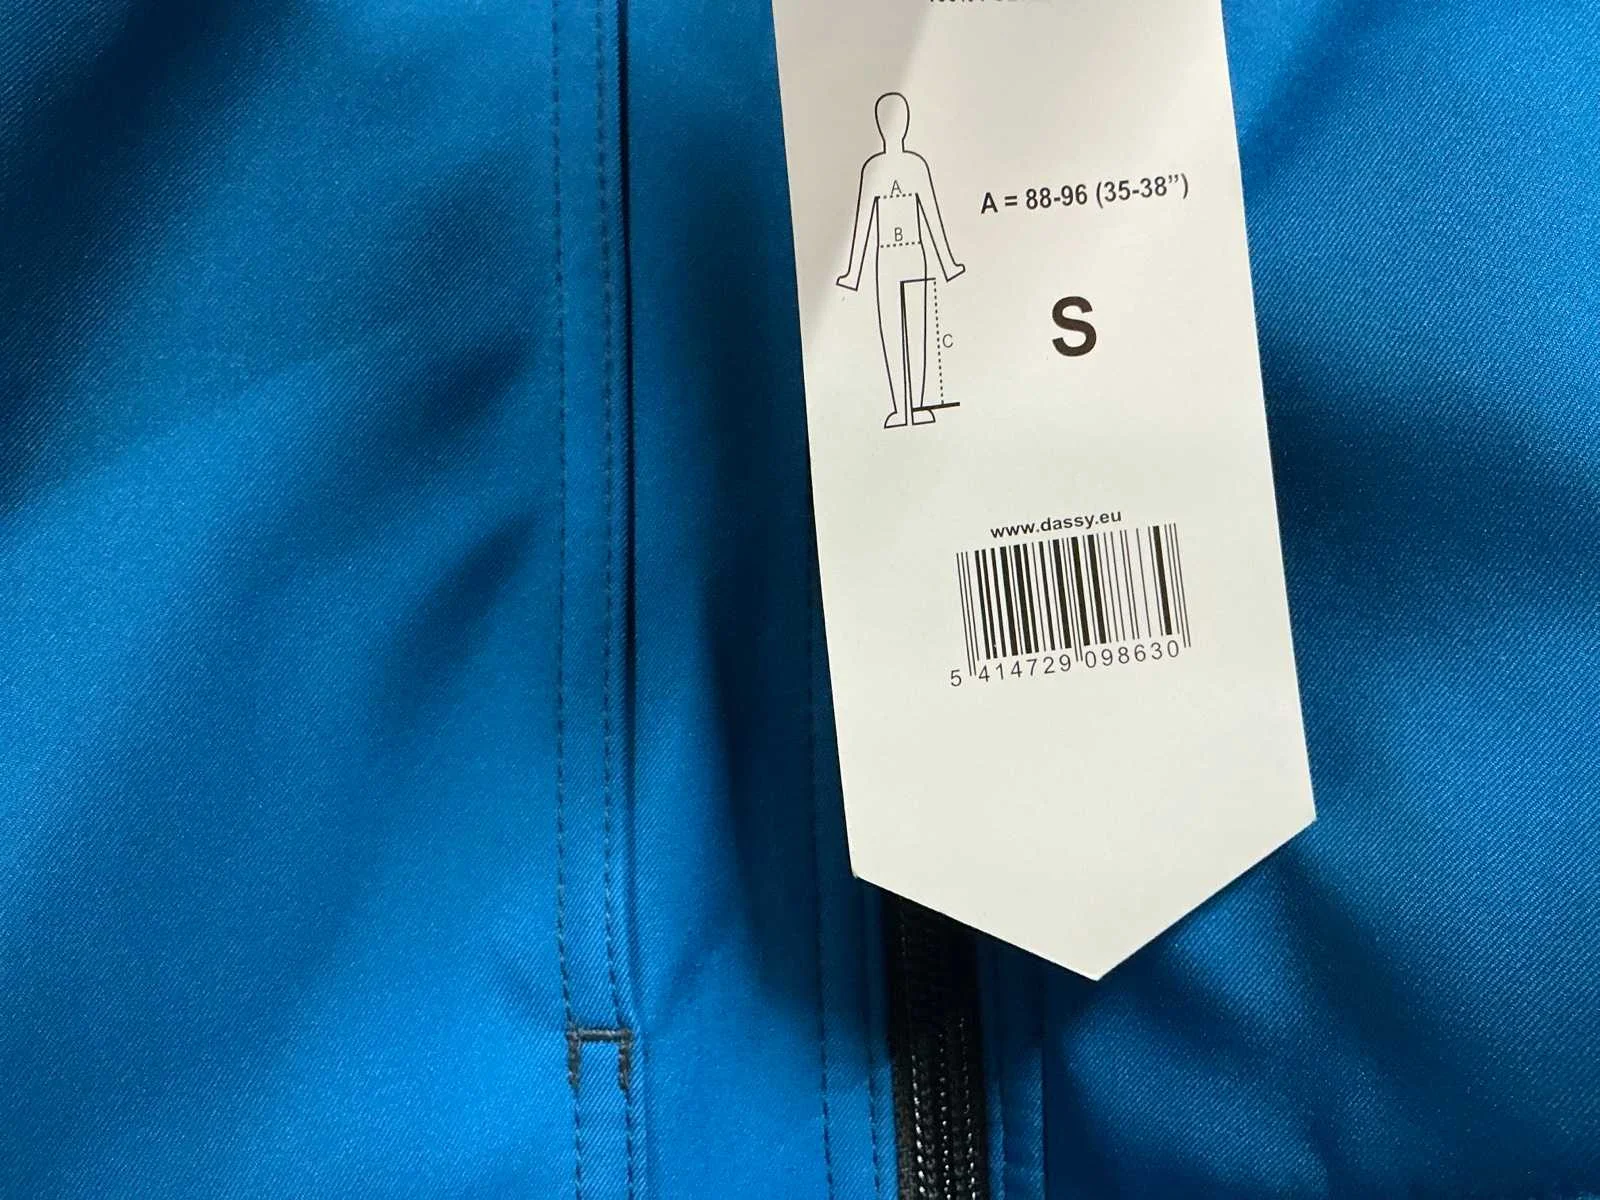 A
B
C
A = 88-96 (35-38”)
S
www.dassy.eu
5 414729 098630